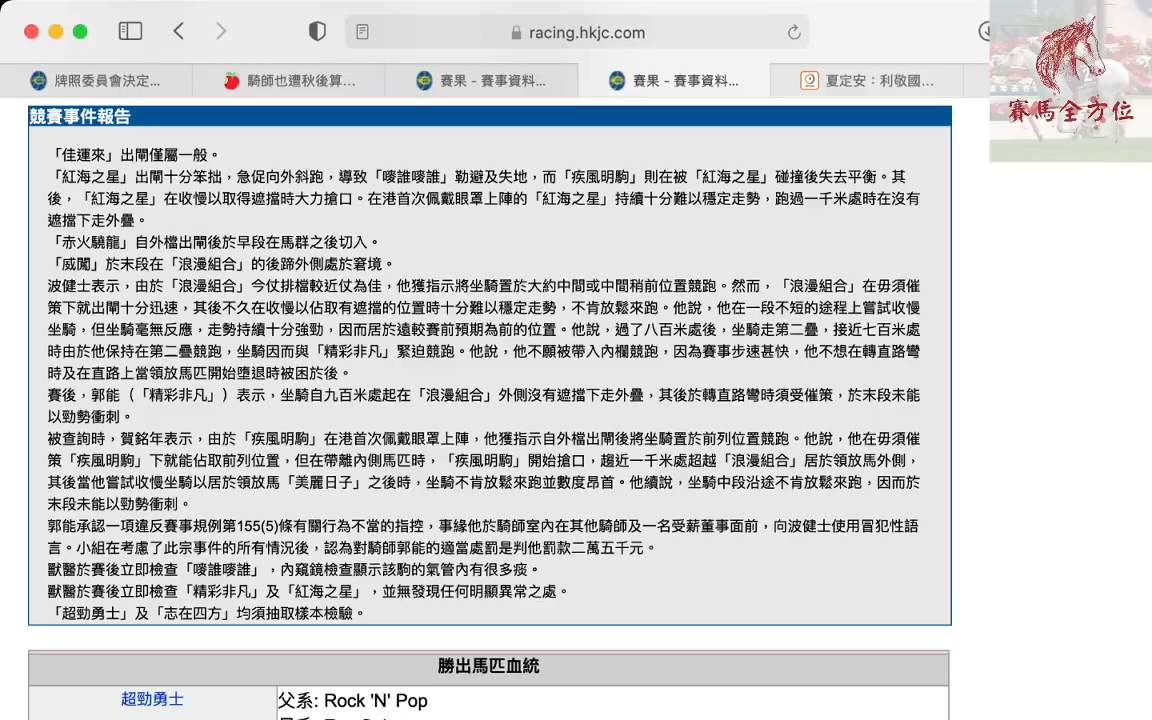 racing.hkjc.com
牌照委員會決定...
騎師也遭秋後算...
賽果 - 賽事資料...
賽果 - 賽事資料...
夏定安：利敬國...
賽馬全方位
競賽事件報告
「佳運來」出閘僅屬一般。
「紅海之星」出閘十分笨拙，急促向外斜跑，導致「嘜誰嘜誰」勒避及失地，而「疾風明駒」則在被「紅海之星」碰撞後失去平衡。其
後，「紅海之星」在收慢以取得遮擋時大力搶口。在港首次佩戴眼罩上陣的「紅海之星」持續十分難以穩定走勢，跑過一千米處時在沒有
遮擋下走外疊。
「赤火驍龍」自外檔出閘後於早段在馬群之後切入。
「威闖」於末段在「浪漫組合」的後蹄外側處於窘境。
波健士表示，由於「浪漫組合」今仗排檔較近仗為佳，他獲指示將坐騎置於大約中間或中間稍前位置競跑。然而，「浪漫組合」在毋須催
策下就出閘十分迅速，其後不久在收慢以佔取有遮擋的位置時十分難以穩定走勢，不肯放鬆來跑。他說，他在一段不短的途程上嘗試收慢
坐騎，但坐騎毫無反應，走勢持續十分強勁，因而居於遠較賽前預期為前的位置。他說，過了八百米處後，坐騎走第二疊，接近七百米處
時由於他保持在第二疊競跑，坐騎因而與「精彩非凡」緊迫競跑。他說，他不願被帶入內欄競跑，因為賽事步速甚快，他不想在轉直路彎
時及在直路上當領放馬匹開始墮退時被困於後。
賽後，郭能（「精彩非凡」）表示，坐騎自九百米處起在「浪漫組合」外側沒有遮擋下走外疊，其後於轉直路彎時須受催策，於末段未能
以勁勢衝刺。
被查詢時，賀銘年表示，由於「疾風明駒」在港首次佩戴眼罩上陣，他獲指示自外檔出閘後將坐騎置於前列位置競跑。他說，他在毋須催
策「疾風明駒」下就能佔取前列位置，但在帶離內側馬匹時，「疾風明駒」開始搶口，趨近一千米處超越「浪漫組合」居於領放馬外側，
其後當他嘗試收慢坐騎以居於領放馬「美麗日子」之後時，坐騎不肯放鬆來跑並數度昂首。他續說，坐騎中段沿途不肯放鬆來跑，因而於
末段未能以勁勢衝刺。
郭能承認一項違反賽事規例第155(5)條有關行為不當的指控，事緣他於騎師室內在其他騎師及一名受薪董事面前，向波健士使用冒犯性語
言。小組在考慮了此宗事件的所有情況後，認為對騎師郭能的適當處罰是判他罰款二萬五千元。
獸醫於賽後立即檢查「嘜誰嘜誰」，內窺鏡檢查顯示該駒的氣管內有很多痰。
獸醫於賽後立即檢查「精彩非凡」及「紅海之星」，並無發現任何明顯異常之處。
「超勁勇士」及「志在四方」均須抽取樣本檢驗。
勝出馬匹血統
超勁勇士
父系: Rock 'N' Pop